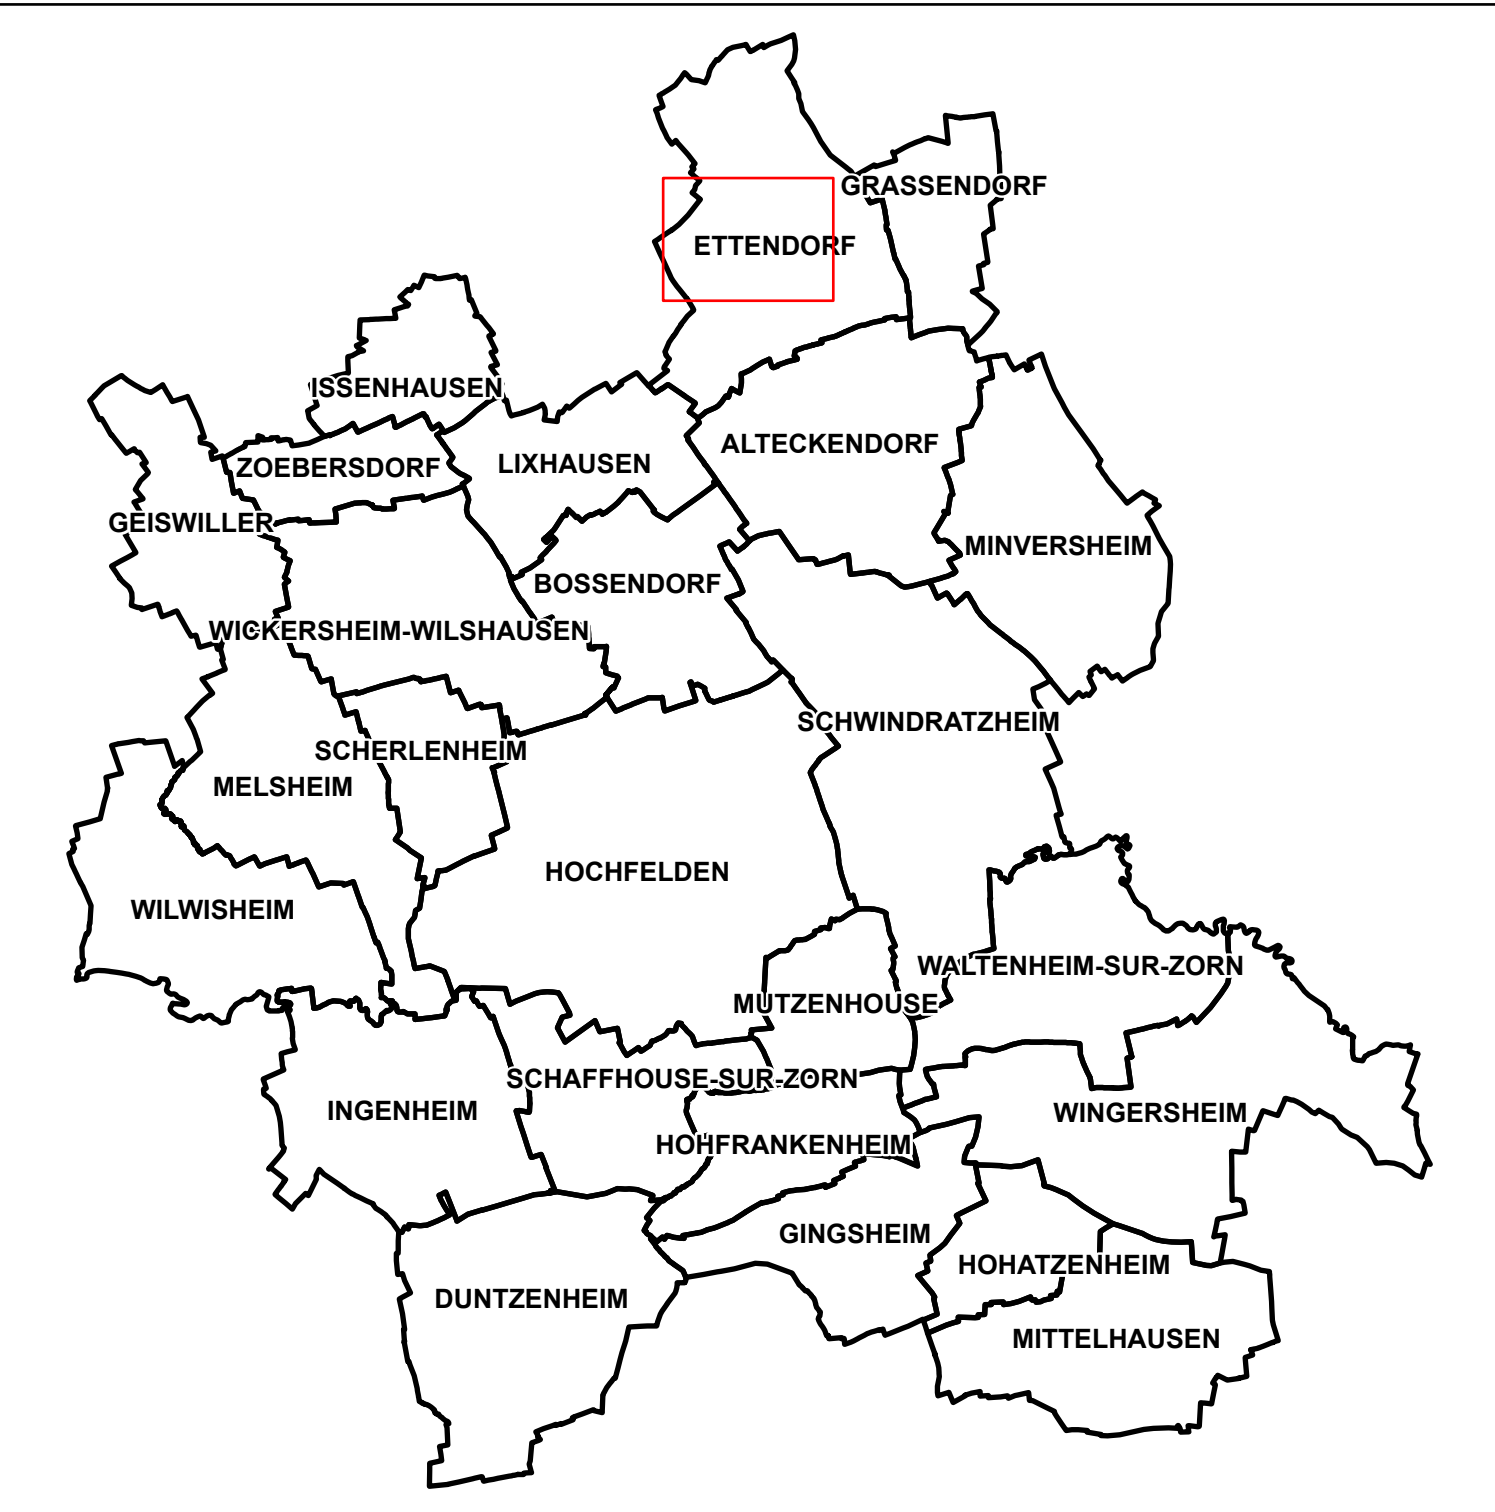 GRASSENDORF
ETTENDORF
ISSENHAUSEN
ALTECKENDORF
LIXHAUSEN
ZOEBERSDORF
GEISWILLER
MINVERSHEIM
BOSSENDORF
WICKERSHEIM-WILSHAUSEN
SCHWINDRATZHEIM
SCHERLENHEIM
MELSHEIM
HOCHFELDEN
WILWISHEIM
WALTENHEIM-SUR-ZORN
MUTZENHOUSE
SCHAFFHOUSE-SUR-ZORN
INGENHEIM
WINGERSHEIM
HOHFRANKENHEIM
GINGSHEIM
HOHATZENHEIM
DUNTZENHEIM
MITTELHAUSEN